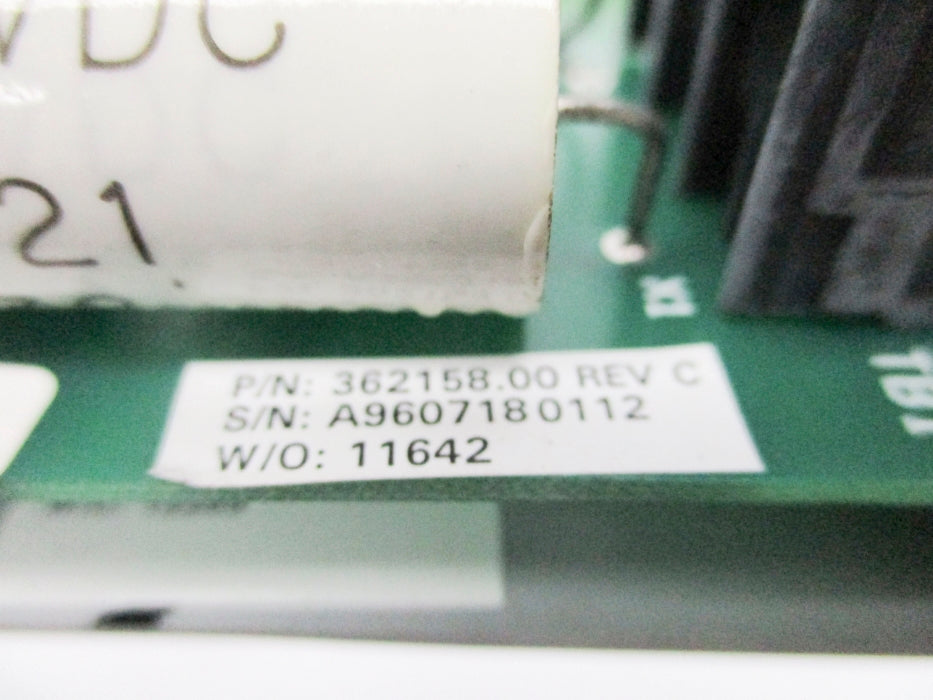 VDC
21
P/N: 362158.00 REV C
S/N: A9607180112
W/O: 11642